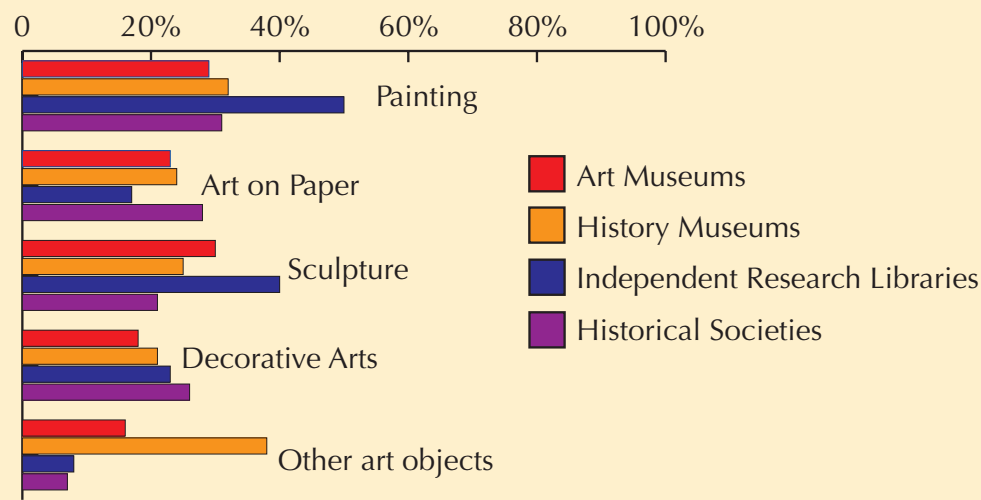 0 20% 40% 60% 80% 100%
Painting
Art on Paper
Sculpture
Decorative Arts
Other art objects
Art Museums
History Museums
Independent Research Libraries
Historical Societies